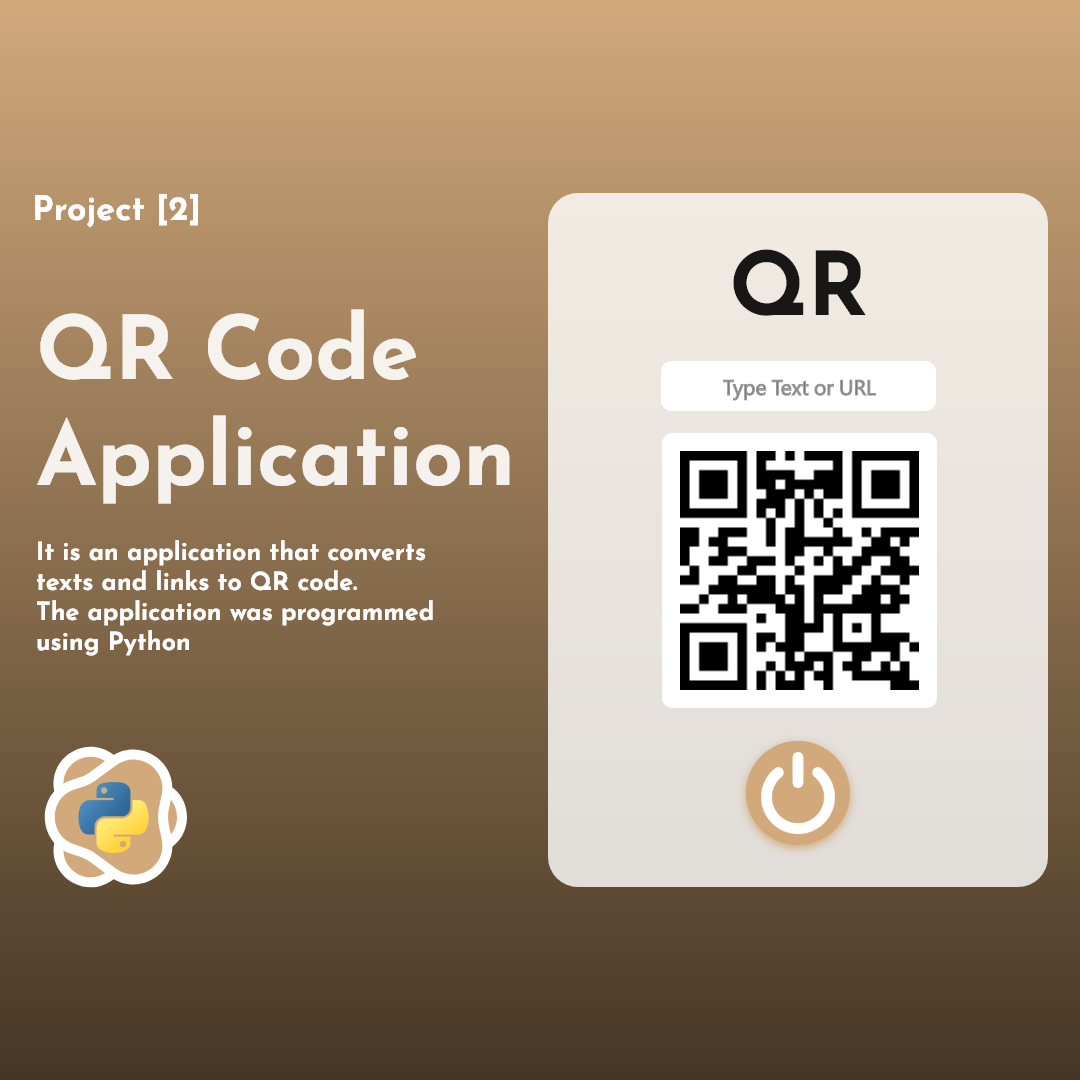 Project [2]
QR Code
Application
It is an application that converts
texts and links to QR code.
The application was programmed
using Python
QR
Type Text or URL